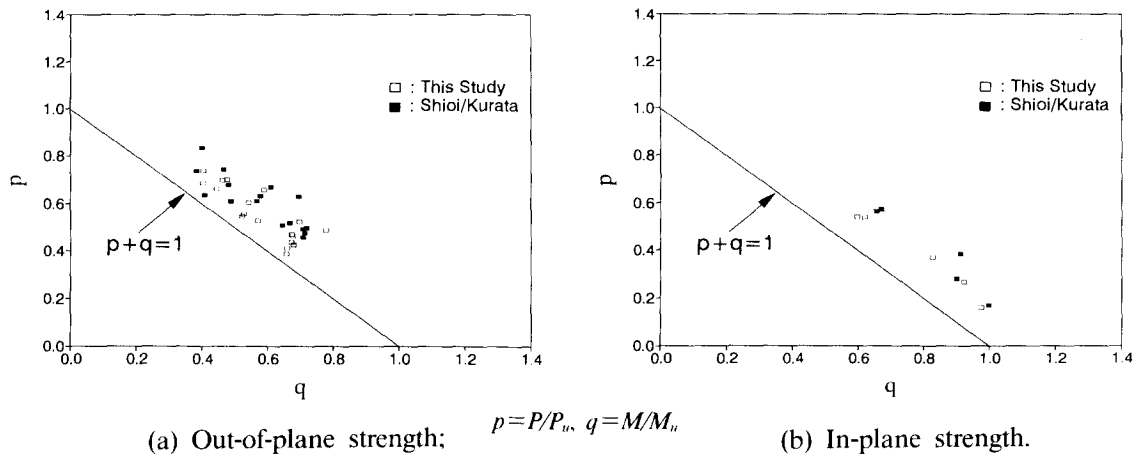 1.4
1.2
1.0
0.8
0.6
0.4
0.2
0.0
p
□ : This Study
■ : Shioi/Kurata
p+q=1
0.0 0.2 0.4 0.6 0.8 1.0 1.2 1.4
q
(a) Out-of-plane strength;
p=P/Pu, q=M/Mu
1.4
1.2
1.0
0.8
0.6
0.4
0.2
0.0
p
□ : This Study
■ : Shioi/Kurata
p+q=1
0.0 0.2 0.4 0.6 0.8 1.0 1.2 1.4
q
(b) In-plane strength.